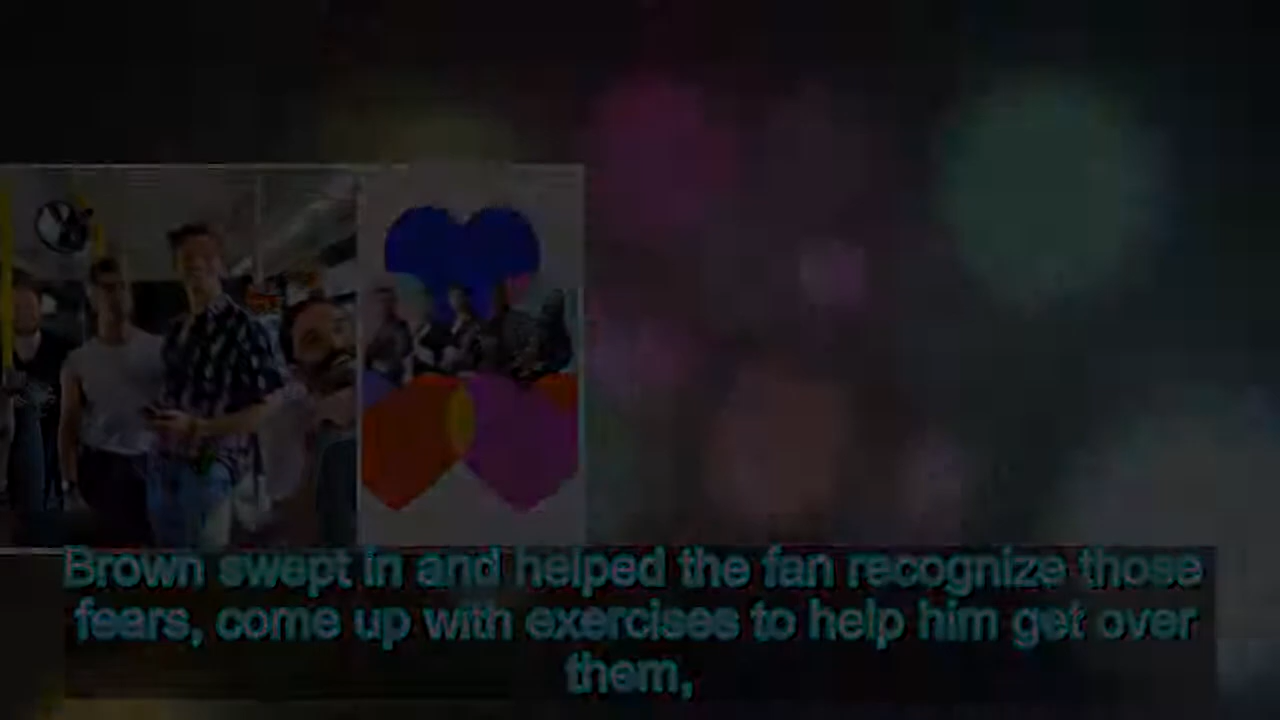 Brown swept in and helped the fan recognize those
fears, come up with exercises to help him get over
them,